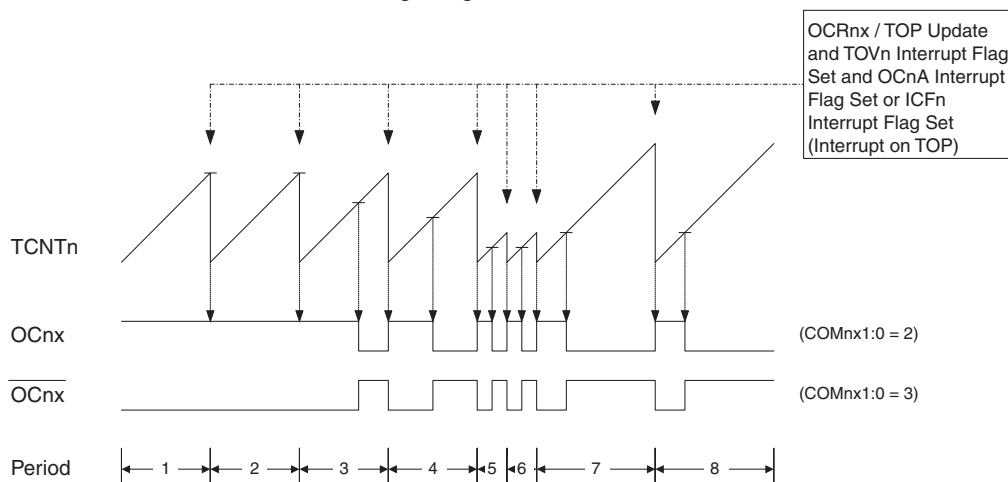 OCRnx / TOP Update
and TOVn Interrupt Flag
Set and OCnA Interrupt
Flag Set or ICFn
Interrupt Flag Set
(Interrupt on TOP)
TCNTn
OCnx
(COMnx1:0 = 2)
OCnx
(COMnx1:0 = 3)
Period
1 2 3 4 5 6 7 8